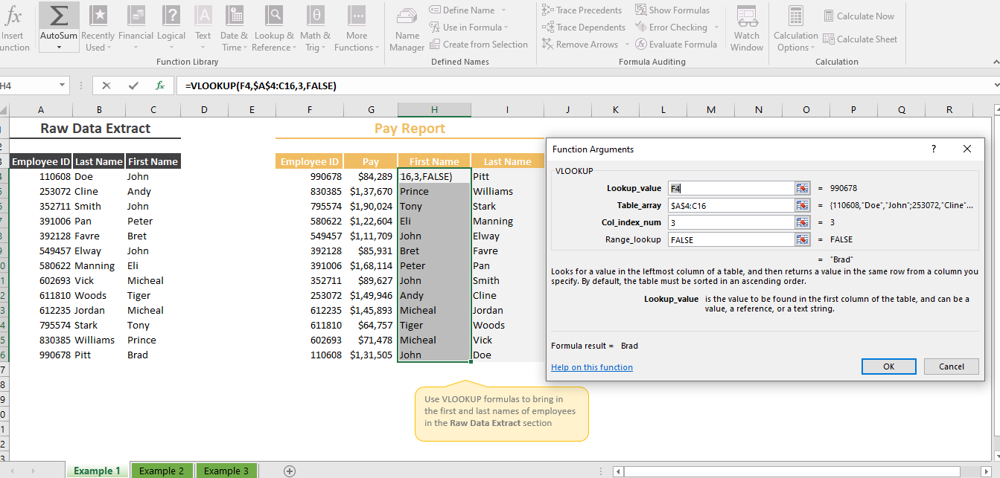 Insert
unction
AutoSum
Recently
Used
Financial
Logical
Text
Date &
Time
Lookup &
Reference
Math &
Trig
More
Functions
Function Library
Name
Manager
Define Name
Use in Formula
Create from Selection
Defined Names
Trace Precedents
Trace Dependents
Remove Arrows
Show Formulas
Error Checking
Evaluate Formula
Formula Auditing
Watch
Window
Calculation
Options
Calculate Now
Calculate Sheet
Calculation
H4
fx
=VLOOKUP(F4,$A$4:C16,3,FALSE)
A B C D E F G H I J K L M N O P Q R
Raw Data Extract
Pay Report
Employee ID Last Name First Name
110608 Doe John
253072 Cline Andy
352711 Smith John
391006 Pan Peter
392128 Favre Bret
549457 Elway John
580622 Manning Eli
602693 Vick Micheal
611810 Woods Tiger
612235 Jordan Micheal
795574 Stark Tony
830385 Williams Prince
990678 Pitt Brad
Employee ID Pay First Name Last Name
990678 $84,289 :16,3,FALSE) Pitt
830385 $1,37,670 Prince Williams
795574 $1,90,024 Tony Stark
580622 $1,22,604 Eli Manning
549457 $1,11,709 John Elway
392128 $85,931 Bret Favre
391006 $1,68,114 Peter Pan
352711 $89,627 John Smith
253072 $1,49,946 Andy Cline
612235 $1,45,893 Micheal Jordan
611810 $64,757 Tiger Woods
602693 $71,478 Micheal Vick
110608 $1,31,505 John Doe
Use VLOOKUP formulas to bring in
the first and last names of employees
in the Raw Data Extract section
Function Arguments
?
VLOOKUP
Lookup_value F4 = 990678
Table_array $A$4:C16 = {110608,"Doe","John";253072,"Cline"...
Col_index_num 3 = 3
Range_lookup FALSE = FALSE
= "Brad"
Looks for a value in the leftmost column of a table, and then returns a value in the same row from a column you
specify. By default, the table must be sorted in an ascending order.
Lookup_value is the value to be found in the first column of the table, and can be a
value, a reference, or a text string.
Formula result = Brad
Help on this function
OK
Cancel
Example 1
Example 2
Example 3